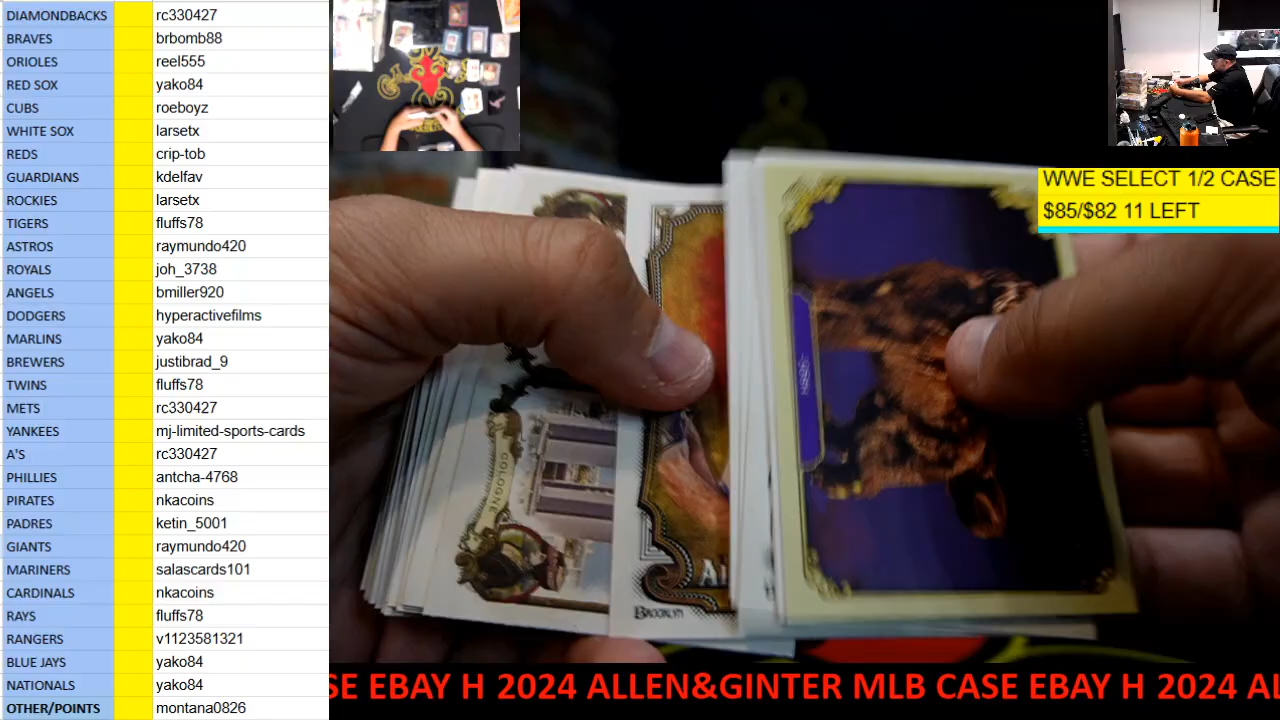 DIAMONDBACKS rc330427
BRAVES brbomb88
ORIOLES reel555
RED SOX yako84
CUBS roeboyz
WHITE SOX larsetx
REDS crip-tob
GUARDIANS kdelfav
ROCKIES larsetx
TIGERS fluffs78
ASTROS raymundo420
ROYALS joh_3738
ANGELS bmiller920
DODGERS hyperactivefilms
MARLINS yako84
BREWERS justibrad_9
TWINS fluffs78
METS rc330427
YANKEES mj-limited-sports-cards
A'S rc330427
PHILLIES antcha-4768
PIRATES nkacoins
PADRES ketin_5001
GIANTS raymundo420
MARINERS salascards101
CARDINALS nkacoins
RAYS fluffs78
RANGERS v1123581321
BLUE JAYS yako84
NATIONALS yako84
OTHER/POINTS montana0826
WWE SELECT 1/2 CASE
$85/$82 11 LEFT
COLOGNE
BROOKLYN
SE EBAY H 2024 ALLEN&GINTER MLB CASE EBAY H 2024 AL